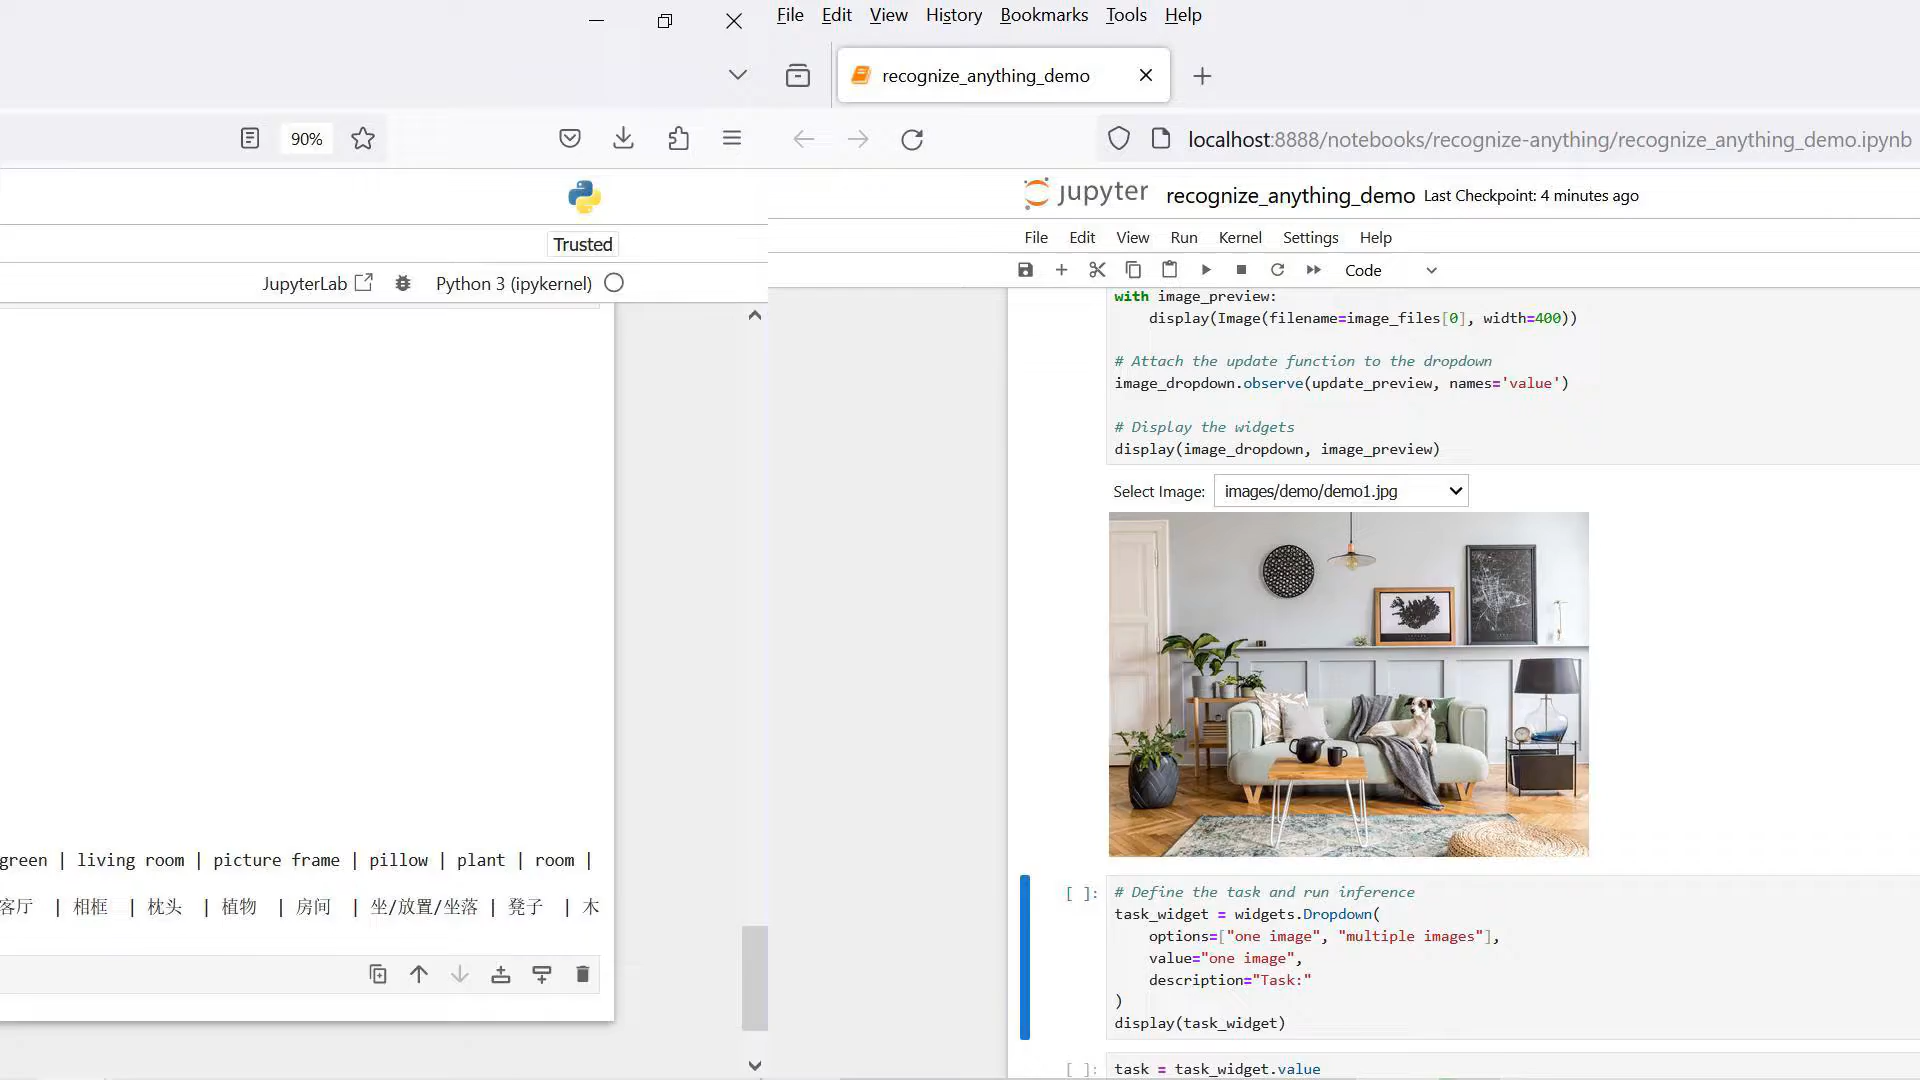 90%
Trusted
JupyterLab
Python 3 (ipykernel)
green | living room | picture frame | pillow | plant | room |
客厅 | 相框 | 枕头 | 植物 | 房间 | 坐/放置/坐落 | 凳子 | 木
File Edit View History Bookmarks Tools Help
recognize_anything_demo
localhost:8888/notebooks/recognize-anything/recognize_anything_demo.ipynb
jupyter recognize_anything_demo Last Checkpoint: 4 minutes ago
File Edit View Run Kernel Settings Help
Code
with image_preview:
display(Image(filename=image_files[0], width=400))
# Attach the update function to the dropdown
image_dropdown.observe(update_preview, names='value')
# Display the widgets
display(image_dropdown, image_preview)
Select Image: images/demo/demo1.jpg
[ ]: # Define the task and run inference
task_widget = widgets.Dropdown(
options=["one image", "multiple images"],
value="one image",
description="Task:"
)
display(task_widget)
[ ]: task = task_widget.value